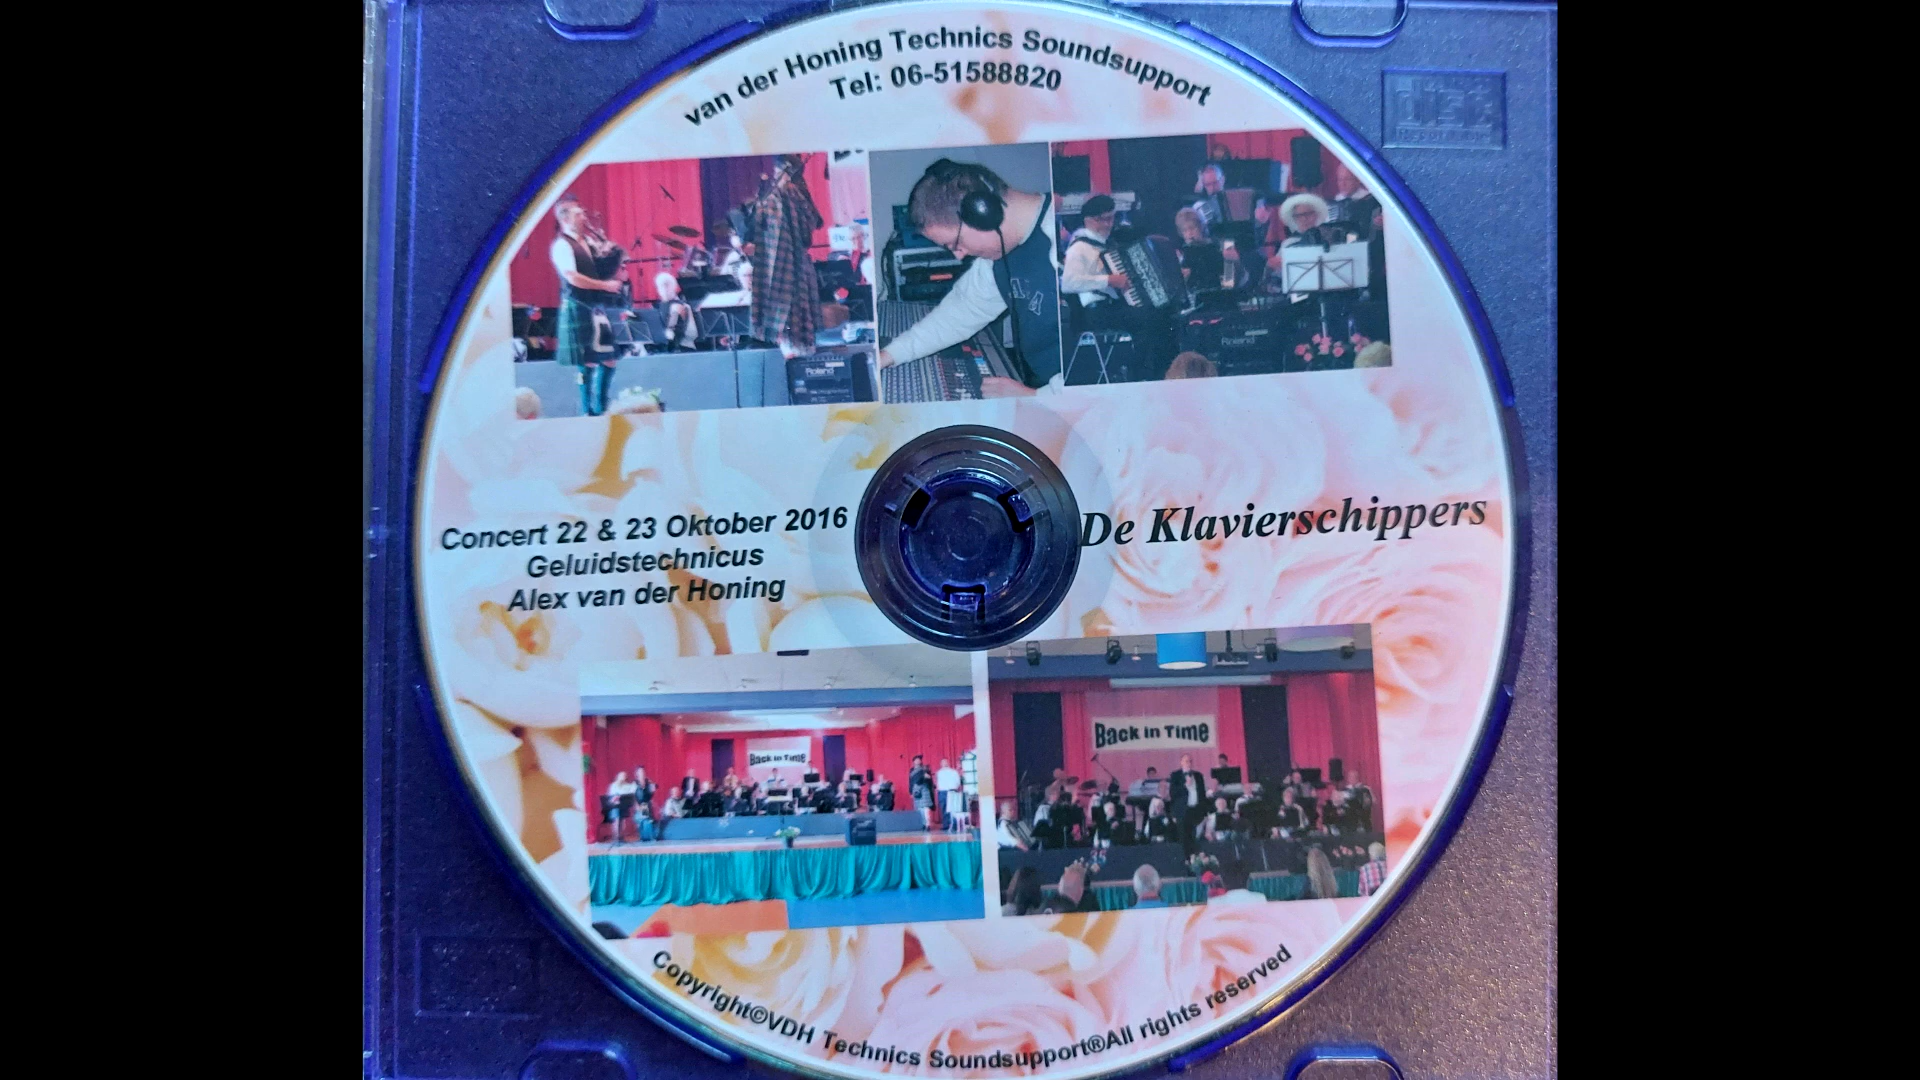 van der Honing Technics Soundsupport
Tel: 06-51588820
Roland
Roland
Concert 22 & 23 Oktober 2016
Geluidstechnicus
Alex van der Honing
De Klavierschippers
Back in Time
Back in Time
Copyright©VDH Technics Soundsupport®All rights reserved